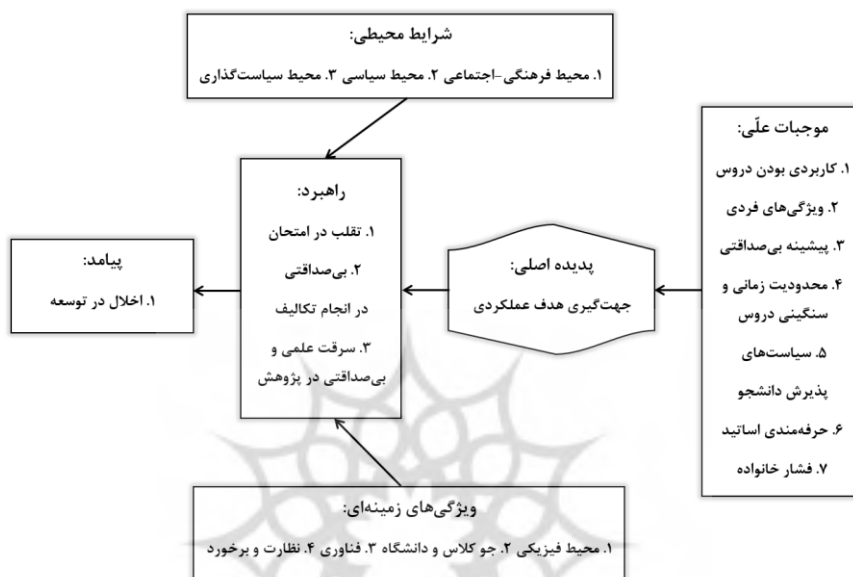 شرایط محیطی:
۱. محیط فرهنگی-اجتماعی ۲. محیط سیاسی ۳. محیط سیاست‌گذاری
موجبات علّی:
۱. کاربردی بودن دروس
۲. ویژگی‌های فردی
۳. پیشینه بی‌صداقتی
۴. محدودیت زمانی و
سنگینی دروس
۵. سیاست‌های
پذیرش دانشجو
۶. حرفه‌مندی اساتید
۷. فشار خانواده
پدیده اصلی:
جهت‌گیری هدف عملکردی
راهبرد:
۱. تقلب در امتحان
۲. بی‌صداقتی
در انجام تکالیف
۳. سرقت علمی و
بی‌صداقتی در پژوهش
پیامد:
۱. اخلال در توسعه
ویژگی‌های زمینه‌ای:
۱. محیط فیزیکی ۲. جو کلاس و دانشگاه ۳. فناوری ۴. نظارت و برخورد